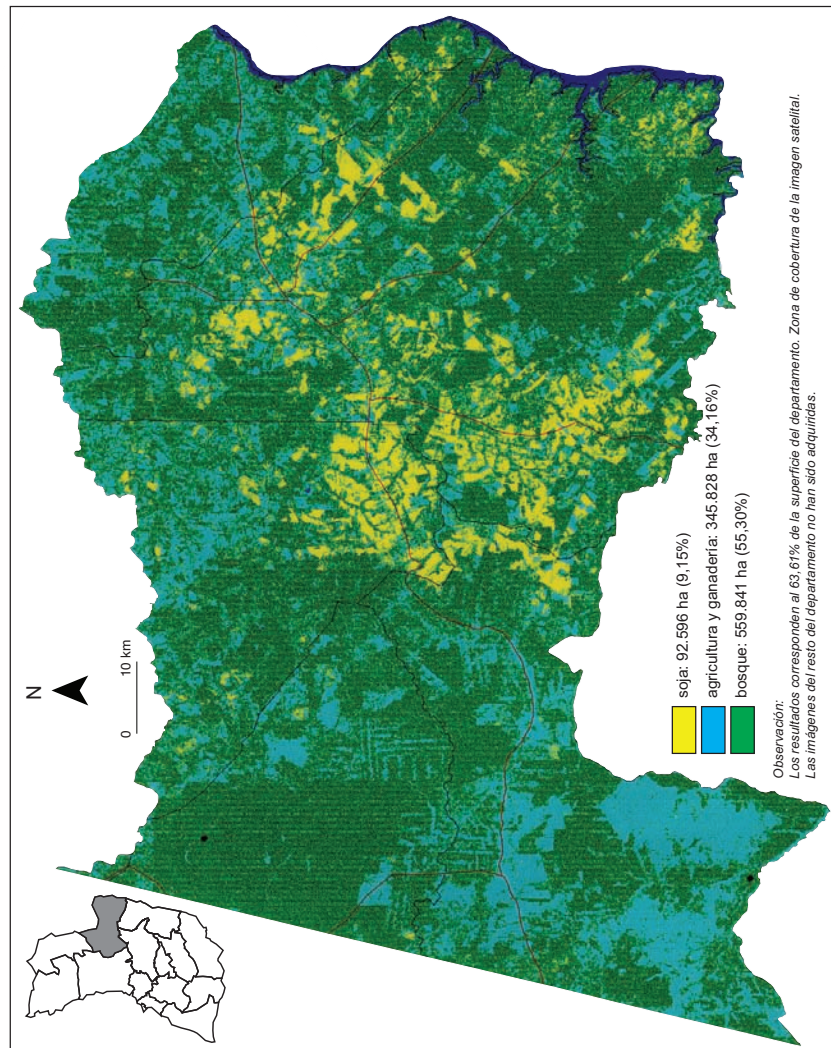 N
0 10 km
soja: 92.596 ha (9,15%)
agricultura y ganadería: 345.828 ha (34,16%)
bosque: 559.841 ha (55,30%)
Observación:
Los resultados corresponden al 63,61% de la superficie del departamento. Zona de cobertura de la imagen satelital.
Las imágenes del resto del departamento no han sido adquiridas.